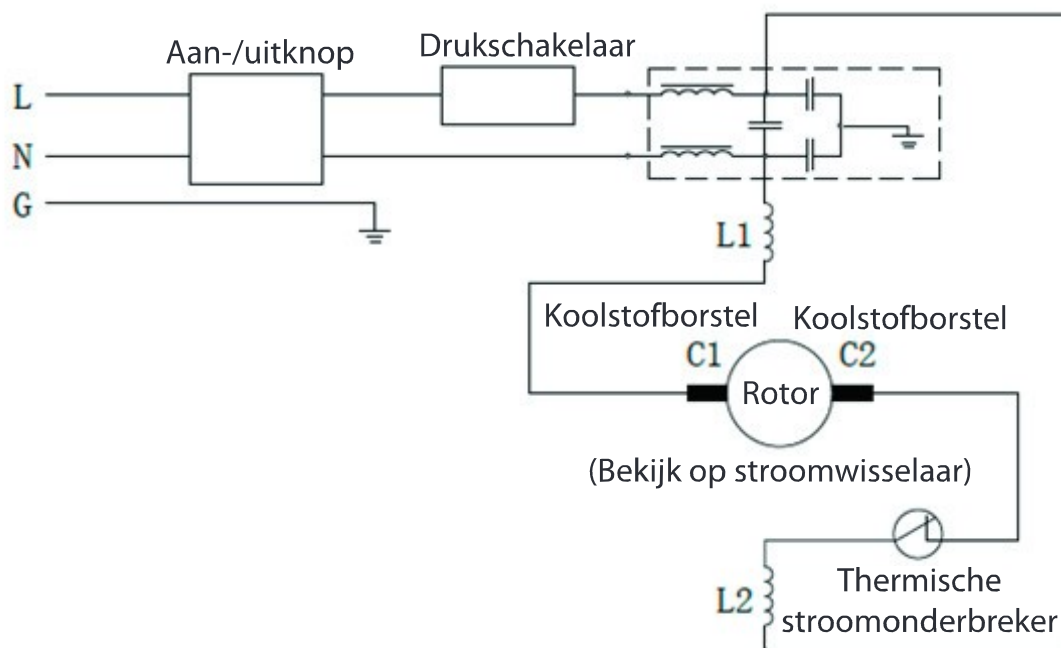 Aan-/uitknop
Drukschakelaar
L
N
G
L1
Koolstofborstel
Koolstofborstel
C1
C2
Rotor
(Bekijk op stroomwisselaar)
Thermische
stroomonderbreker
L2